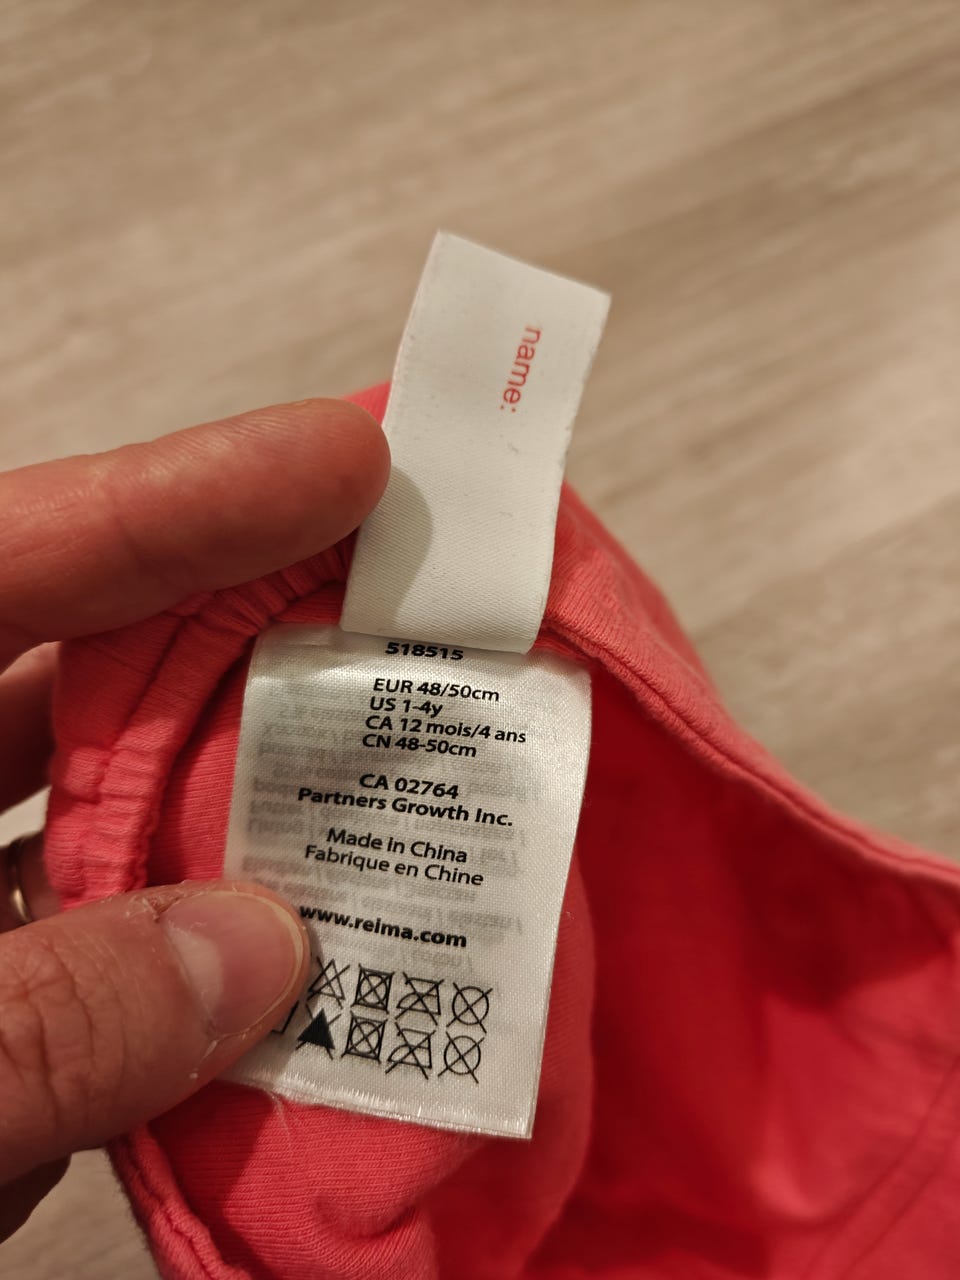 name:
518515
EUR 48/50cm
US 1-4y
CA 12 mois/4 ans
CN 48-50cm
CA 02764
Partners Growth Inc.
Made in China
Fabrique en Chine
www.reima.com